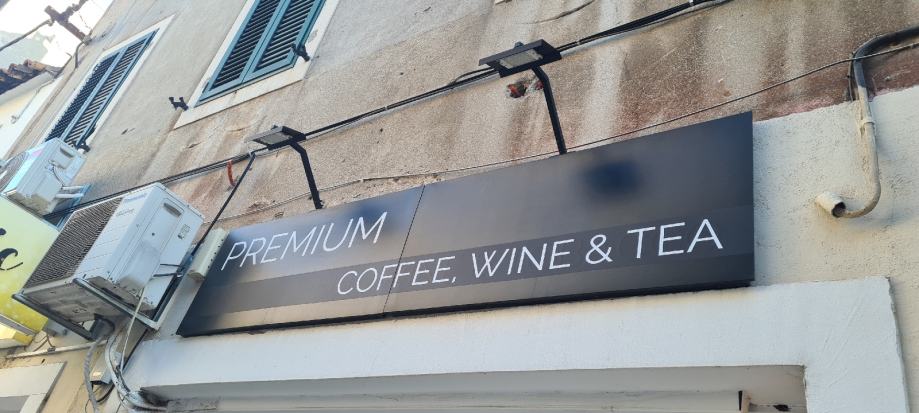 PREMIUM
COFFEE, WINE & TEA